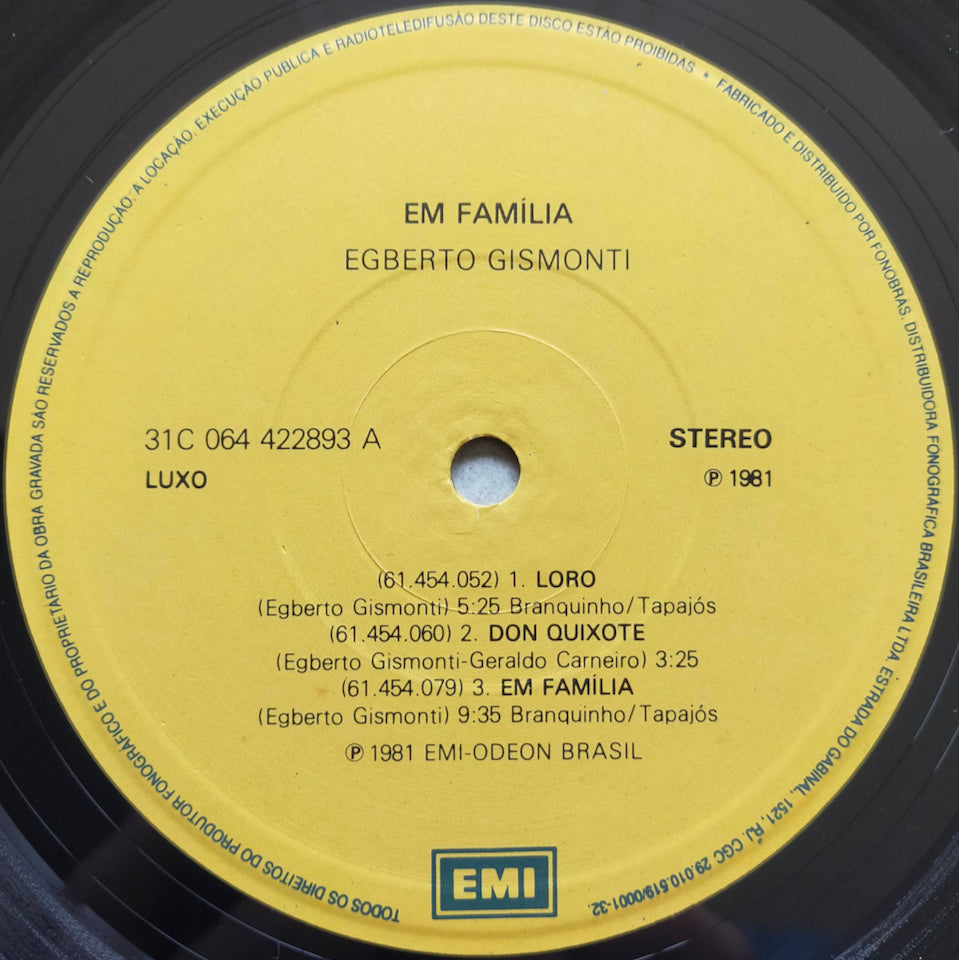 EM FAMÍLIA
EGBERTO GISMONTI
31C 064 422893 A
LUXO
STEREO
℗ 1981
(61.454.052) 1. LORO
(Egberto Gismonti) 5:25 Branquinho/Tapajós
(61.454.060) 2. DON QUIXOTE
(Egberto Gismonti-Geraldo Carneiro) 3:25
(61.454.079) 3. EM FAMÍLIA
(Egberto Gismonti) 9:35 Branquinho/Tapajós
℗ 1981 EMI-ODEON BRASIL
EMI
TODOS OS DIREITOS DO PRODUTOR FONOGRÁFICO E DO PROPRIETÁRIO DA OBRA GRAVADA SÃO RESERVADOS A REPRODUÇÃO. A LOCAÇÃO, EXECUÇÃO PUBLICA E RADIOTELEDIFUSÃO DESTE DISCO ESTÃO PROIBIDAS • FABRICADO E DISTRIBUIDO POR FONOBRAS, DISTRIBUIDORA FONOGRÁFICA BRASILEIRA LTDA. ESTRADA DO GABINAL, 1521, RJ. CGC 29.010.519/0001-32.